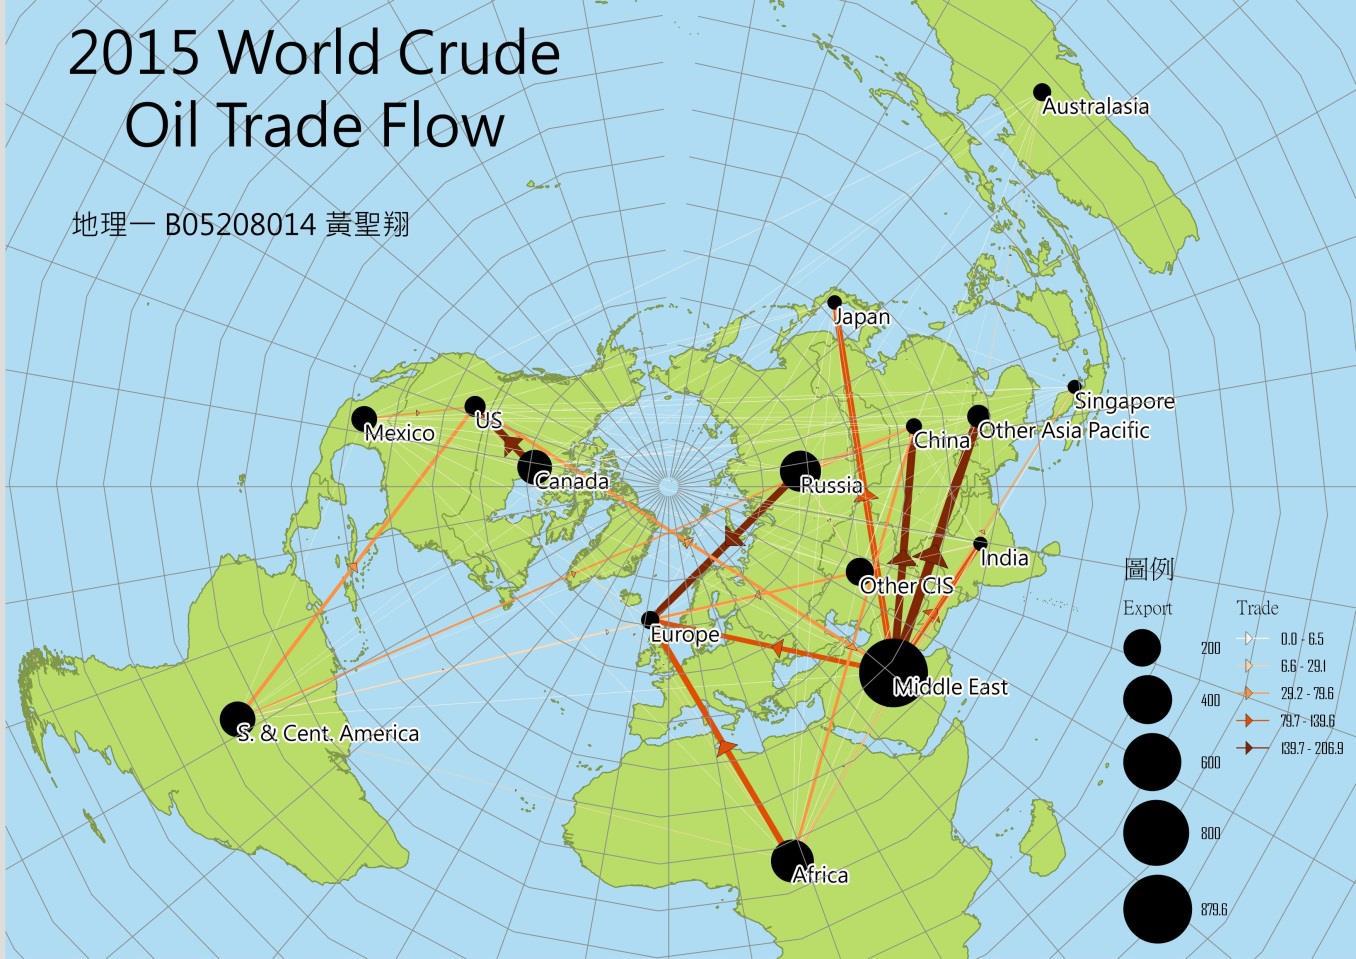 2015 World Crude
Oil Trade Flow
地理一 B05208014 黃聖翔
Australasia
Japan
Singapore
US
Mexico
China
Other Asia Pacific
Canada
Russia
India
Other CIS
Europe
Middle East
S. & Cent. America
Africa
圖例
Export
200
400
600
800
879.6
Trade
0.0 - 6.5
6.6 - 29.1
29.2 - 79.6
79.7 - 139.6
139.7 - 206.9